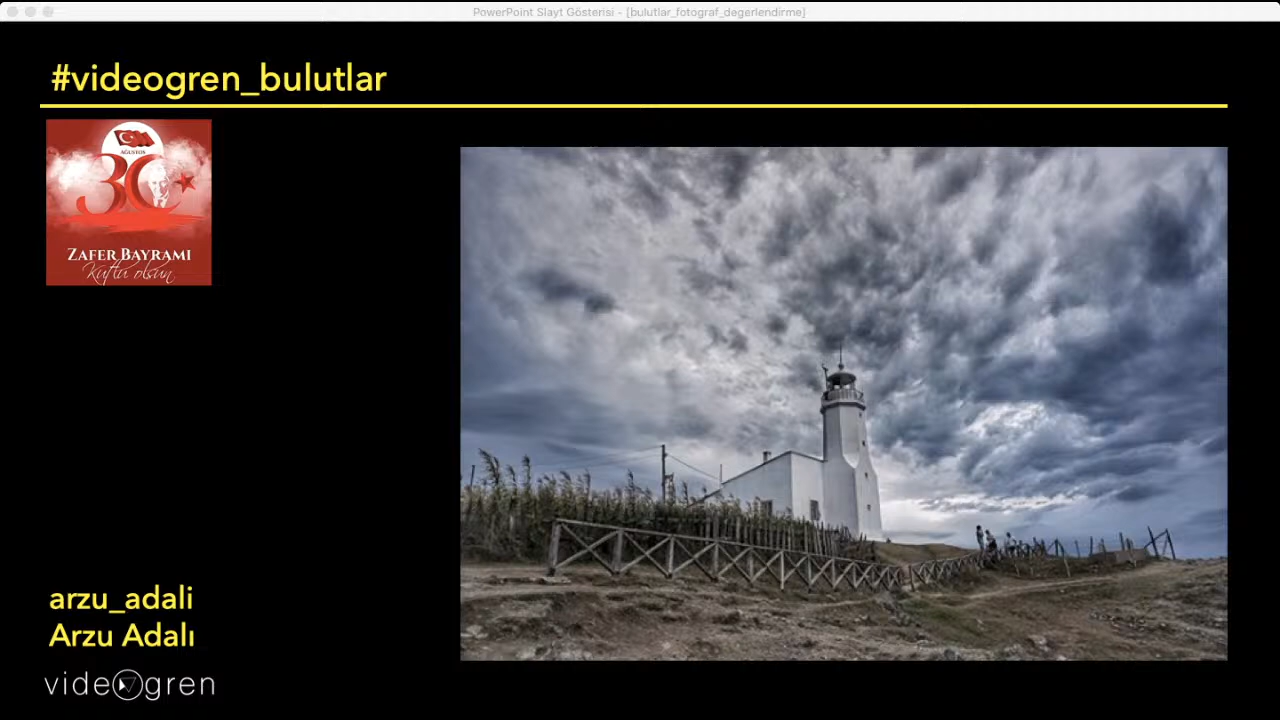 PowerPoint Slayt Gösterisi - [bulutlar_fotograf_degerlendirme]
#videogren_bulutlar
AĞUSTOS
30
ZAFER BAYRAMI
Kutlu olsun
arzu_adali
Arzu Adalı
videogren